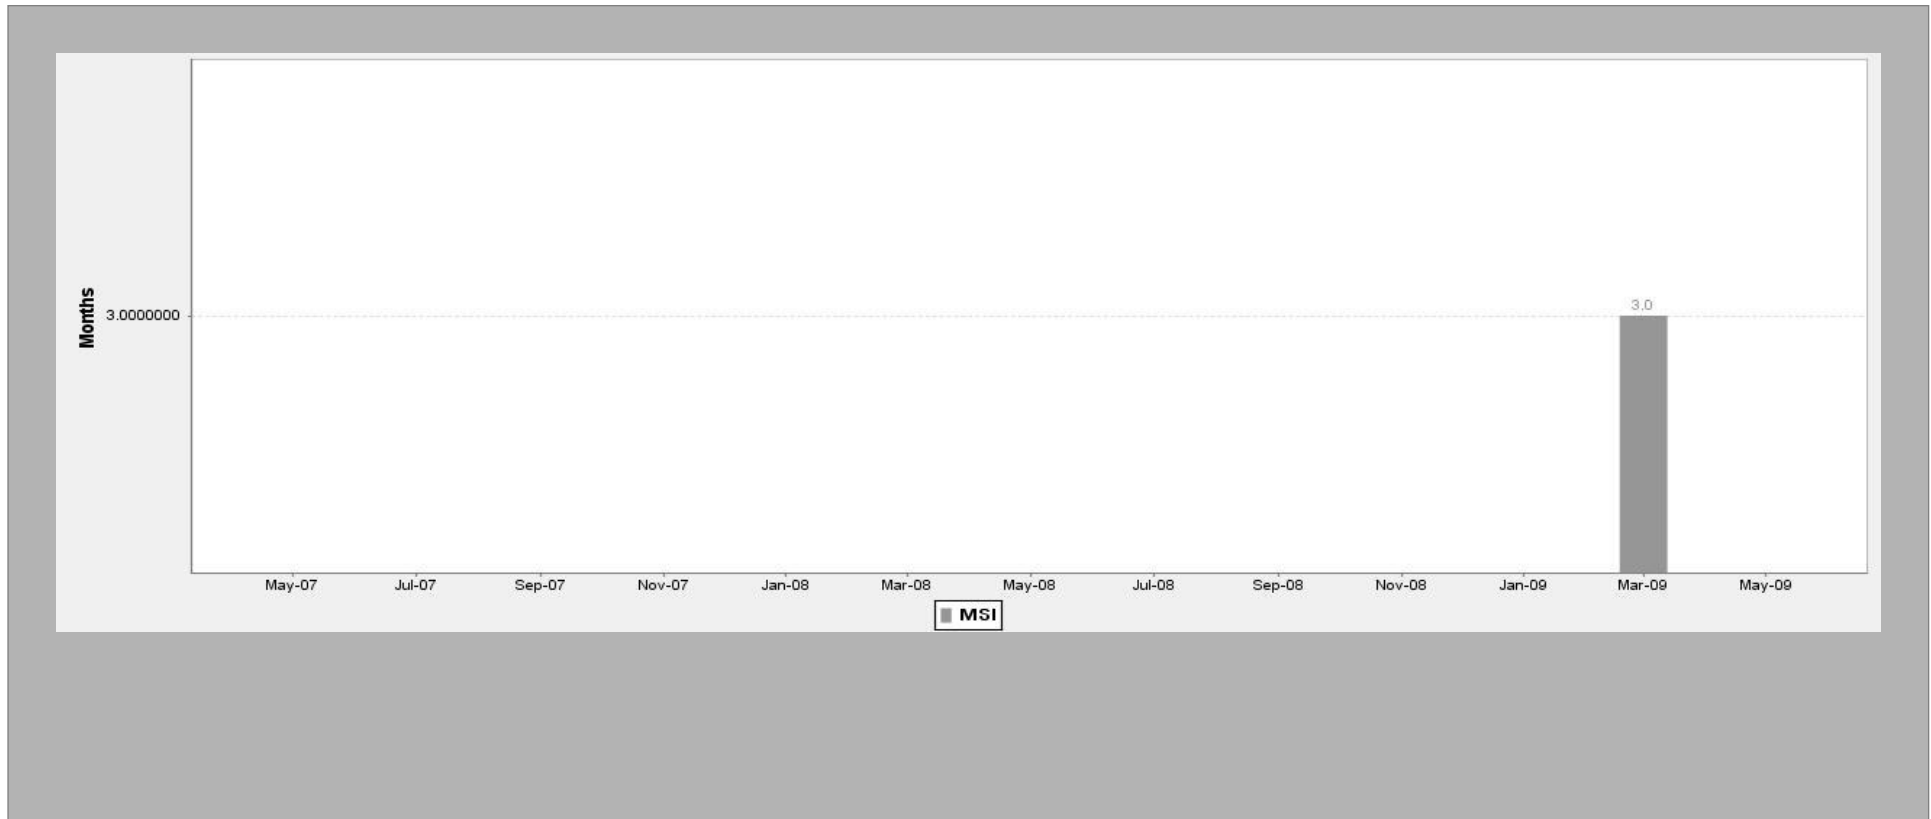 3.0
Months
3.0000000
May-07 Jul-07 Sep-07 Nov-07 Jan-08 Mar-08 May-08 Jul-08 Sep-08 Nov-08 Jan-09 Mar-09 May-09
MSI